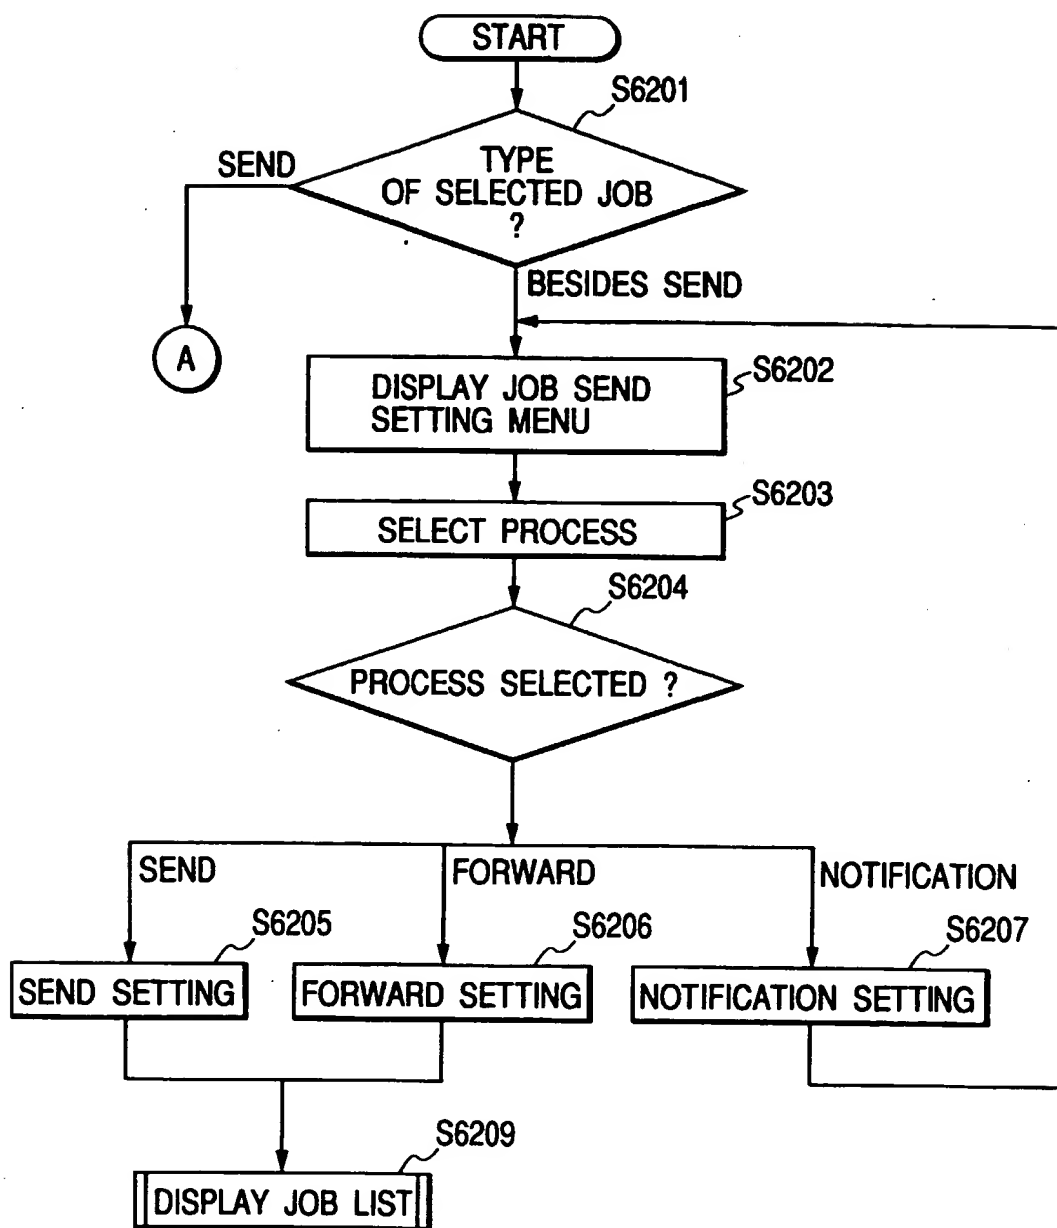 START
S6201
TYPE
OF SELECTED JOB
?
SEND
BESIDES SEND
A
S6202
DISPLAY JOB SEND
SETTING MENU
S6203
SELECT PROCESS
S6204
PROCESS SELECTED ?
SEND
FORWARD
NOTIFICATION
S6205
S6206
S6207
SEND SETTING
FORWARD SETTING
NOTIFICATION SETTING
S6209
DISPLAY JOB LIST